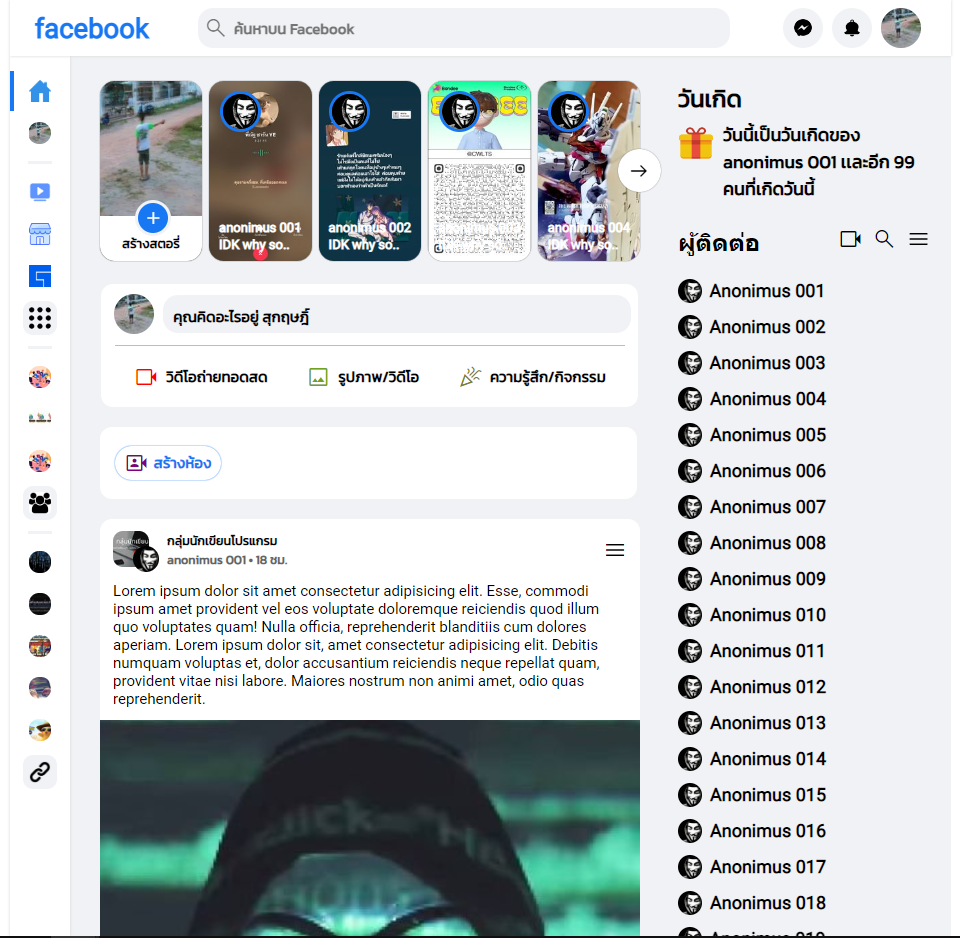 facebook
ค้นหาบน Facebook
สร้างสตอรี่
anonimus 001
IDK why so..
anonimus 002
IDK why so..
@CWLTS
anonimus 004
IDK why so..
คุณคิดอะไรอยู่ สุกฤษฎิ์
วิดีโอถ่ายทอดสด
รูปภาพ/วิดีโอ
ความรู้สึก/กิจกรรม
สร้างห้อง
กลุ่มนักเขียนโปรแกรม
anonimus 001 • 18 ชม.
Lorem ipsum dolor sit amet consectetur adipisicing elit. Esse, commodi
ipsum amet provident vel eos voluptate doloremque reiciendis quod illum
quo voluptates quam! Nulla officia, reprehenderit blanditiis cum dolores
aperiam. Lorem ipsum dolor sit, amet consectetur adipisicing elit. Debitis
numquam voluptas et, dolor accusantium reiciendis neque repellat quam,
provident vitae nisi labore. Maiores nostrum non animi amet, odio quas
reprehenderit.
วันเกิด
วันนี้เป็นวันเกิดของ
anonimus 001 และอีก 99
คนที่เกิดวันนี้
ผู้ติดต่อ
Anonimus 001
Anonimus 002
Anonimus 003
Anonimus 004
Anonimus 005
Anonimus 006
Anonimus 007
Anonimus 008
Anonimus 009
Anonimus 010
Anonimus 011
Anonimus 012
Anonimus 013
Anonimus 014
Anonimus 015
Anonimus 016
Anonimus 017
Anonimus 018
Anonimus 019